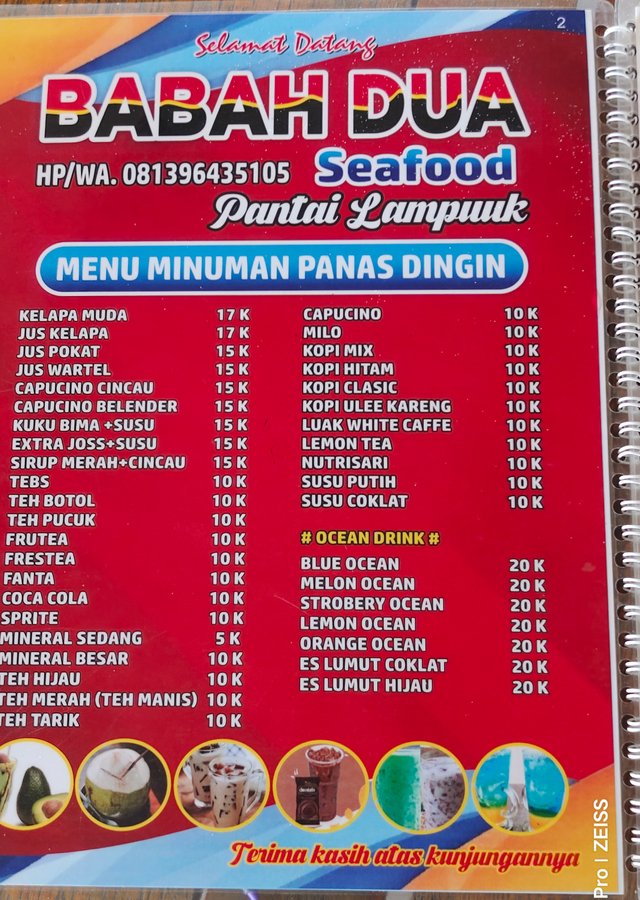 2
Selamat Datang
BABAH DUA
HP/WA. 081396435105 Seafood
Pantai Lampuuk
MENU MINUMAN PANAS DINGIN
KELAPA MUDA 17 K
JUS KELAPA 17 K
JUS POKAT 15 K
JUS WARTEL 15 K
CAPUCINO CINCAU 15 K
CAPUCINO BELENDER 15 K
KUKU BIMA +SUSU 15 K
EXTRA JOSS+SUSU 15 K
SIRUP MERAH+CINCAU 15 K
TEBS 10 K
TEH BOTOL 10 K
TEH PUCUK 10 K
FRUTEA 10 K
FRESTEA 10 K
FANTA 10 K
COCA COLA 10 K
SPRITE 10 K
MINERAL SEDANG 5 K
MINERAL BESAR 10 K
TEH HIJAU 10 K
TEH MERAH (TEH MANIS) 10 K
TEH TARIK 10 K
CAPUCINO 10 K
MILO 10 K
KOPI MIX 10 K
KOPI HITAM 10 K
KOPI CLASIC 10 K
KOPI ULEE KARENG 10 K
LUAK WHITE CAFFE 10 K
LEMON TEA 10 K
NUTRISARI 10 K
SUSU PUTIH 10 K
SUSU COKLAT 10 K
# OCEAN DRINK #
BLUE OCEAN 20 K
MELON OCEAN 20 K
STROBERY OCEAN 20 K
LEMON OCEAN 20 K
ORANGE OCEAN 20 K
ES LUMUT COKLAT 20 K
ES LUMUT HIJAU 20 K
Terima kasih atas kunjungannya
Pro | ZEISS